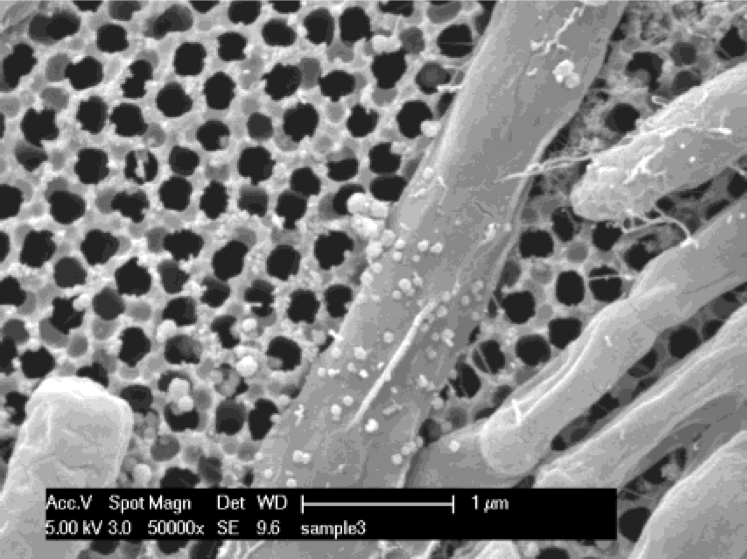 Acc.V Spot Magn Det WD 1 µm
5.00 kV 3.0 50000x SE 9.6 sample3